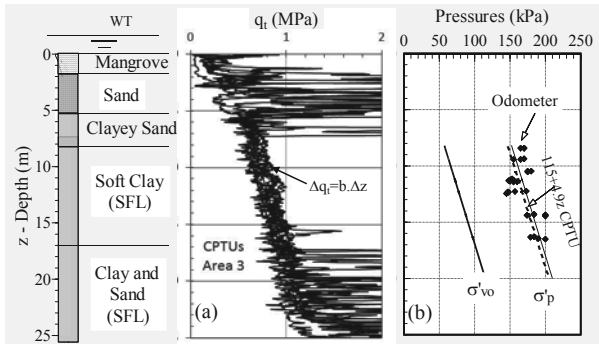 WT
z - Depth (m)
0
5
10
15
20
25
Mangrove
Sand
Clayey Sand
Soft Clay
(SFL)
Clay and
Sand
(SFL)
qt (MPa)
0 1 2
Δqt=b.Δz
CPTUs
Area 3
(a)
Pressures (kPa)
0 50 100 150 200 250
Odometer
115+4.9z CPTU
σ'vo
σ'p
(b)